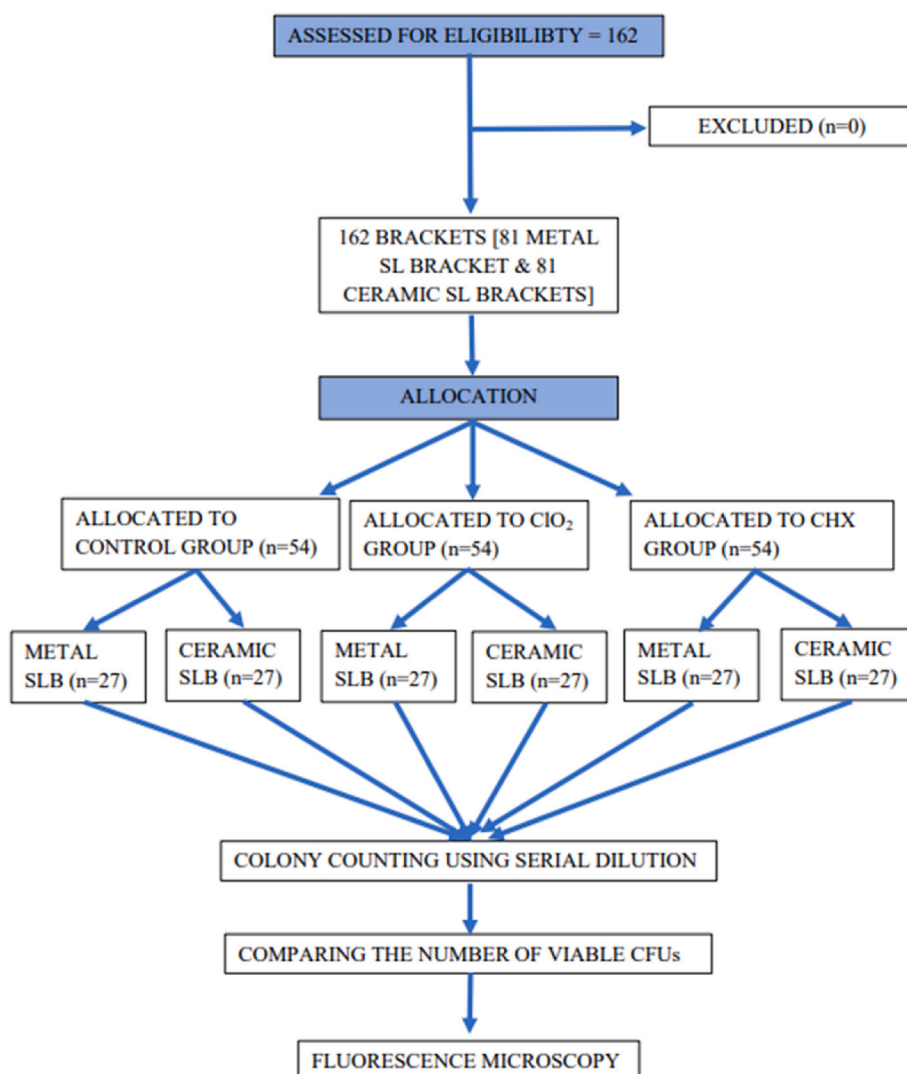 ASSESSED FOR ELIGIBILIBTY = 162
EXCLUDED (n=0)
162 BRACKETS [81 METAL
SL BRACKET & 81
CERAMIC SL BRACKETS]
ALLOCATION
ALLOCATED TO
CONTROL GROUP (n=54)
ALLOCATED TO ClO₂
GROUP (n=54)
ALLOCATED TO CHX
GROUP (n=54)
METAL
SLB (n=27)
CERAMIC
SLB (n=27)
METAL
SLB (n=27)
CERAMIC
SLB (n=27)
METAL
SLB (n=27)
CERAMIC
SLB (n=27)
COLONY COUNTING USING SERIAL DILUTION
COMPARING THE NUMBER OF VIABLE CFUs
FLUORESCENCE MICROSCOPY